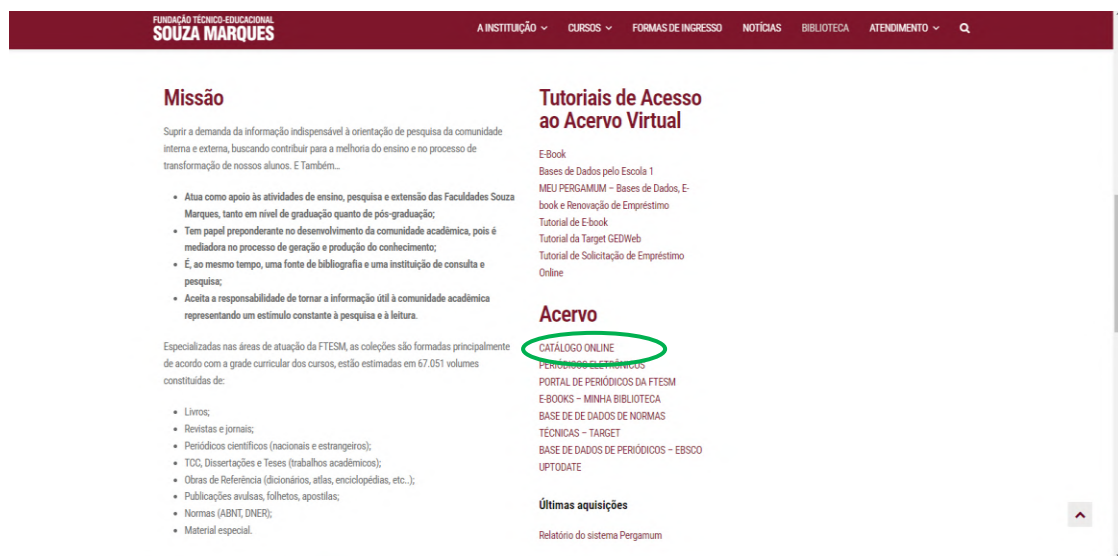 FUNDAÇÃO TÉCNICO-EDUCACIONAL
SOUZA MARQUES
A INSTITUIÇÃO
CURSOS
FORMAS DE INGRESSO
NOTÍCIAS
BIBLIOTECA
ATENDIMENTO
Missão
Suprir a demanda da informação indispensável à orientação de pesquisa da comunidade
interna e externa, buscando contribuir para a melhoria do ensino e no processo de
transformação de nossos alunos. E Também…
• Atua como apoio às atividades de ensino, pesquisa e extensão das Faculdades Souza
Marques, tanto em nível de graduação quanto de pós-graduação;
• Tem papel preponderante no desenvolvimento da comunidade acadêmica, pois é
mediadora no processo de geração e produção do conhecimento;
• É, ao mesmo tempo, uma fonte de bibliografia e uma instituição de consulta e
pesquisa;
• Aceita a responsabilidade de tornar a informação útil à comunidade acadêmica
representando um estímulo constante à pesquisa e à leitura.
Especializadas nas áreas de atuação da FTESM, as coleções são formadas principalmente
de acordo com a grade curricular dos cursos, estão estimadas em 67.051 volumes
constituídas de:
• Livros;
• Revistas e jornais;
• Periódicos científicos (nacionais e estrangeiros);
• TCC, Dissertações e Teses (trabalhos acadêmicos);
• Obras de Referência (dicionários, atlas, enciclopédias, etc..);
• Publicações avulsas, folhetos, apostilas;
• Normas (ABNT, DNER);
• Material especial.
Tutoriais de Acesso
ao Acervo Virtual
E-Book
Bases de Dados pelo Escola 1
MEU PERGAMUM – Bases de Dados, E-
book e Renovação de Empréstimo
Tutorial de E-book
Tutorial da Target GEDWeb
Tutorial de Solicitação de Empréstimo
Online
Acervo
CATÁLOGO ONLINE
PERIÓDICOS ELETRÔNICOS
PORTAL DE PERIÓDICOS DA FTESM
E-BOOKS – MINHA BIBLIOTECA
BASE DE DE DADOS DE NORMAS
TÉCNICAS – TARGET
BASE DE DADOS DE PERIÓDICOS – EBSCO
UPTODATE
Últimas aquisições
Relatório do sistema Pergamum